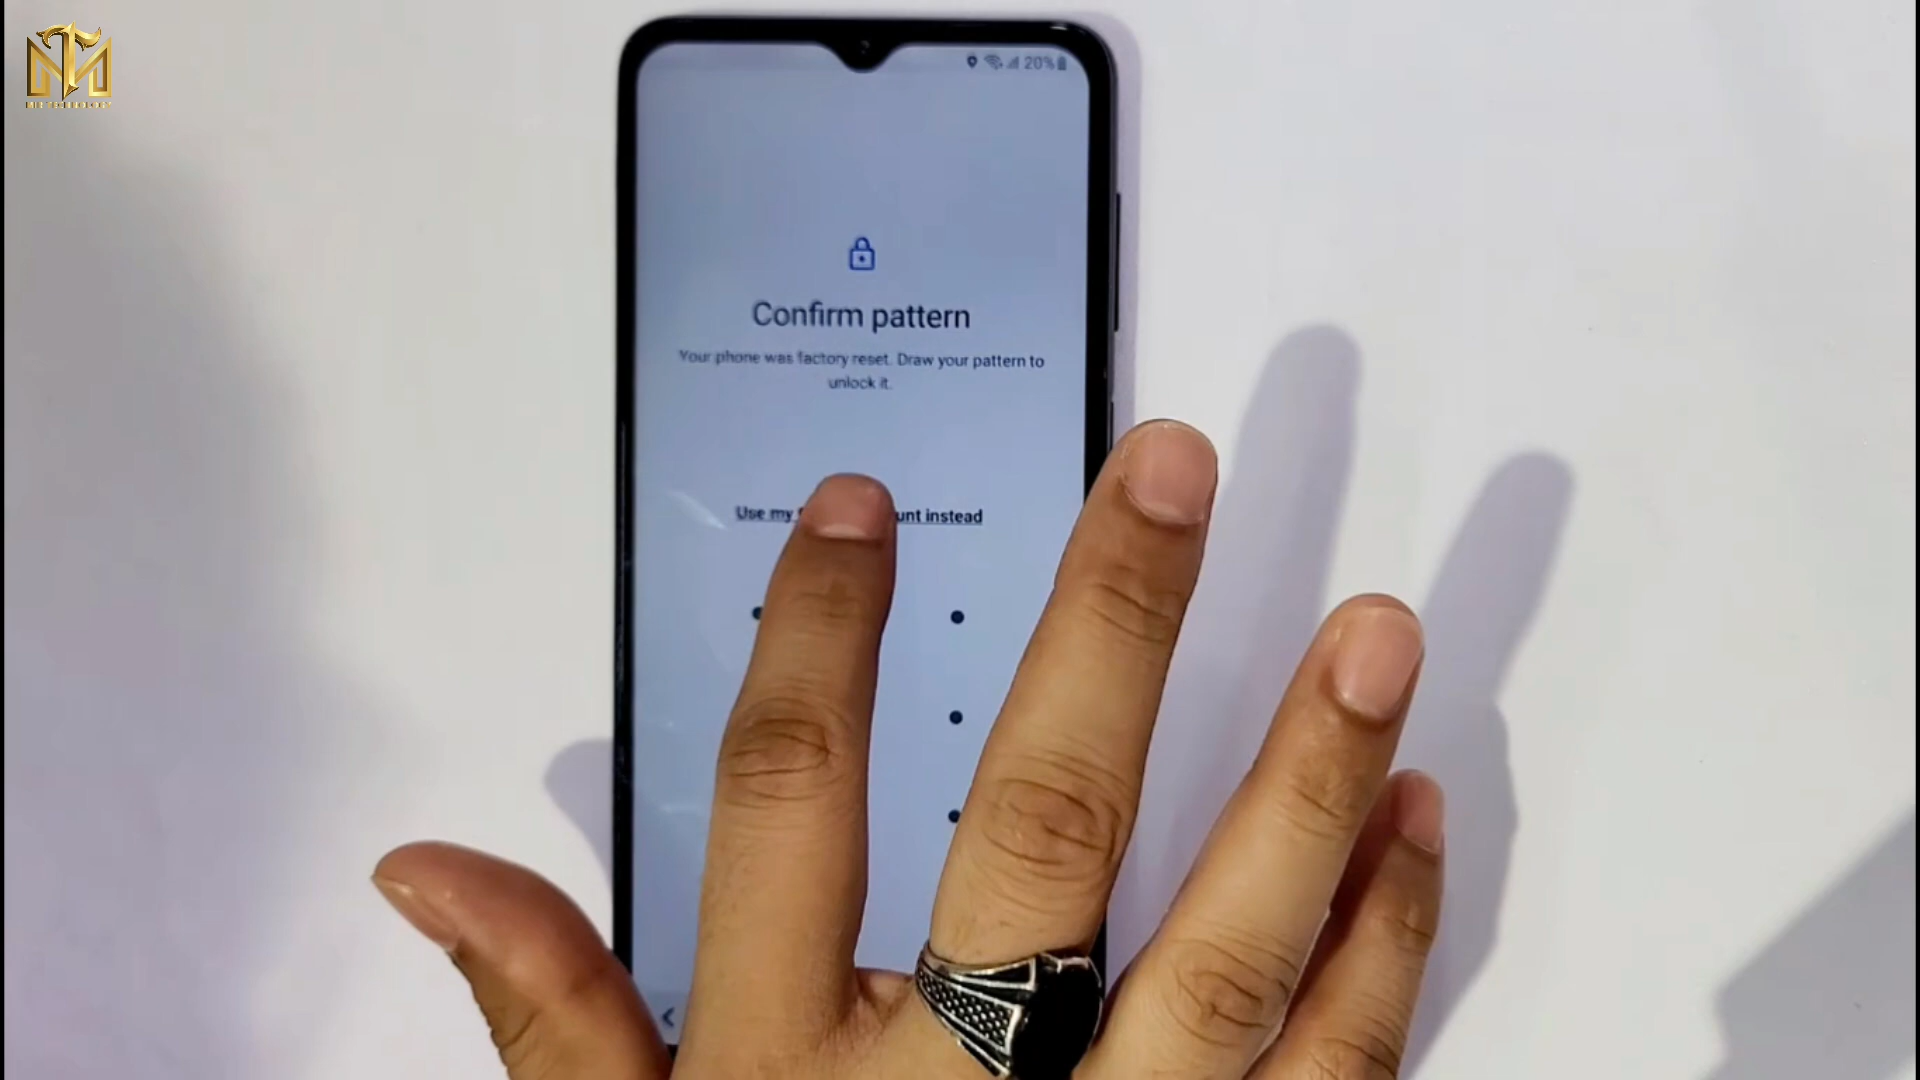 20%
Confirm pattern
Your phone was factory reset. Draw your pattern to
unlock it.
Use my unt instead